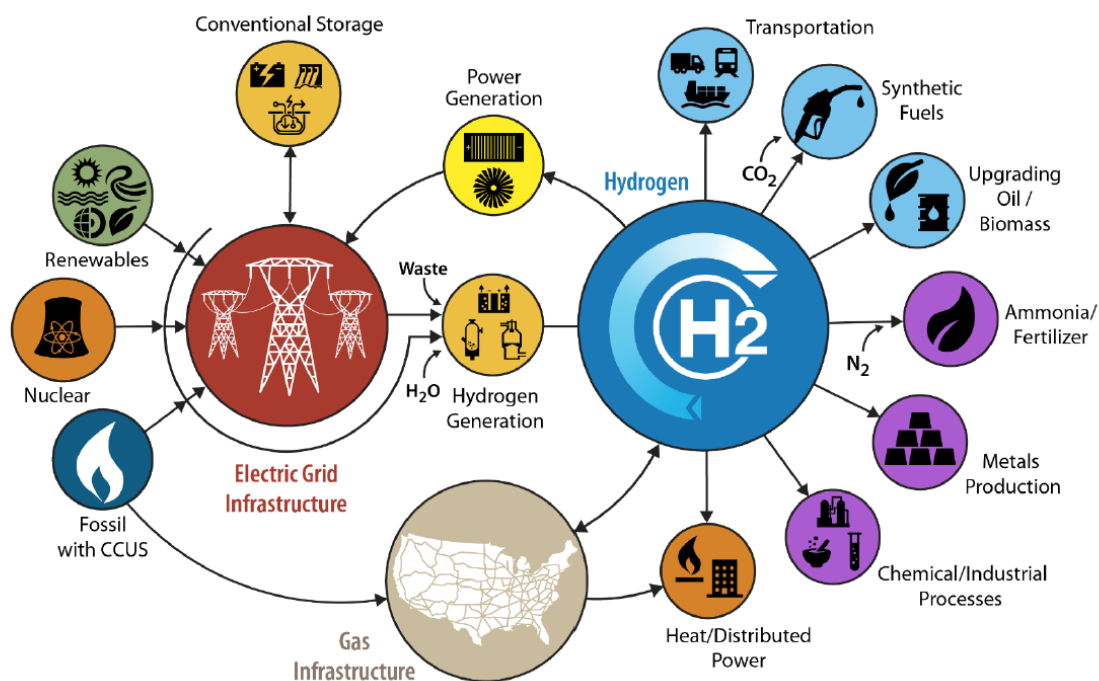 Conventional Storage
Transportation
Power
Generation
Synthetic
Fuels
CO2
Hydrogen
Upgrading
Oil /
Biomass
Renewables
Waste
H2
Ammonia/
Fertilizer
N2
Nuclear
H2O
Hydrogen
Generation
Electric Grid
Infrastructure
Metals
Production
Fossil
with CCUS
Chemical/Industrial
Processes
Gas
Infrastructure
Heat/Distributed
Power